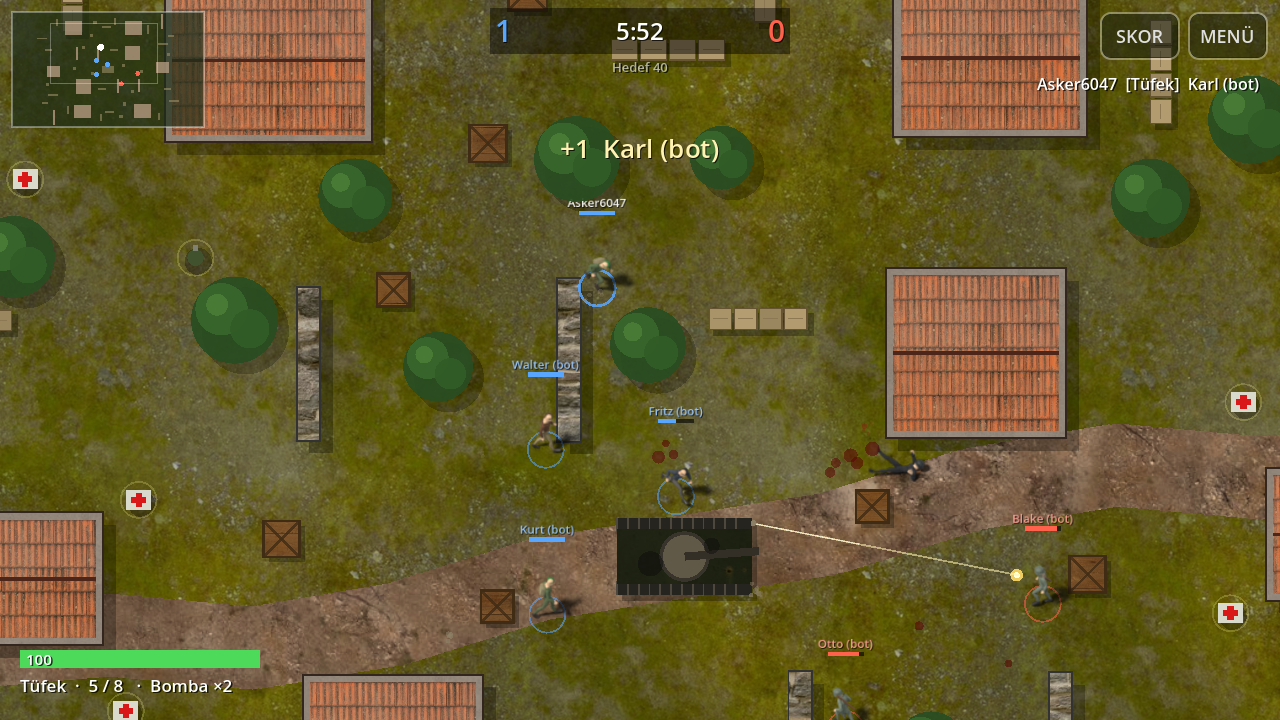 1 5:52 0
Hedef 40
SKOR
MENÜ
Asker6047 [Tüfek] Karl (bot)
+1 Karl (bot)
Asker6047
Walter (bot)
Fritz (bot)
Kurt (bot)
Blake (bot)
Otto (bot)
100
Tüfek · 5 / 8 · Bomba ×2